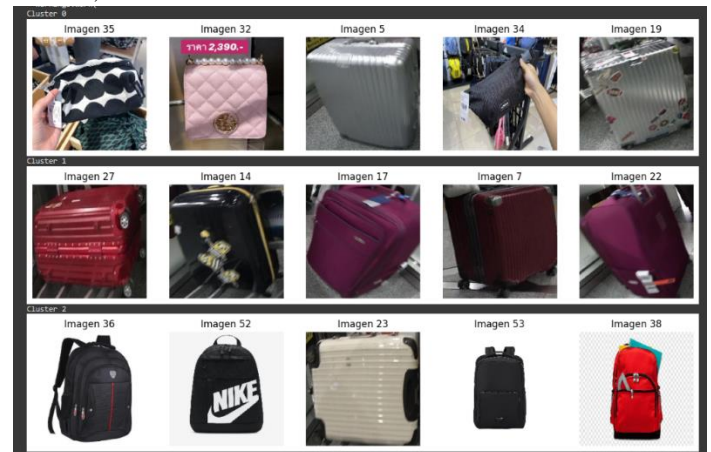 Cluster 0
Imagen 35
Imagen 32
Imagen 5
Imagen 34
Imagen 19
ราคา 2,390.-
Cluster 1
Imagen 27
Imagen 14
Imagen 17
Imagen 7
Imagen 22
Cluster 2
Imagen 36
Imagen 52
Imagen 23
Imagen 53
Imagen 38
NIKE